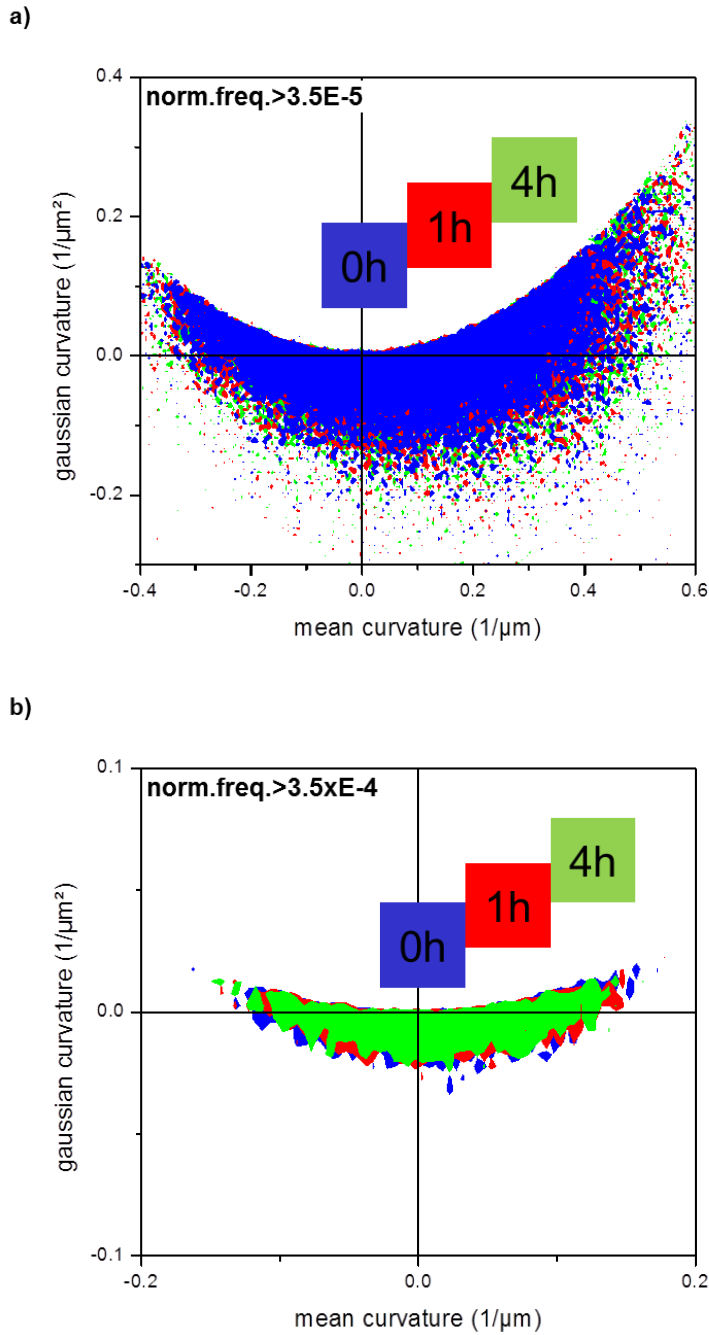 a)
norm.freq.>3.5E-5
0.4
0.2
0.0
-0.2
gaussian curvature (1/µm²)
4h
1h
0h
-0.4
-0.2
0.0
0.2
0.4
0.6
mean curvature (1/µm)
b)
norm.freq.>3.5xE-4
0.1
0.0
-0.1
gaussian curvature (1/µm²)
4h
1h
0h
-0.2
0.0
0.2
mean curvature (1/µm)